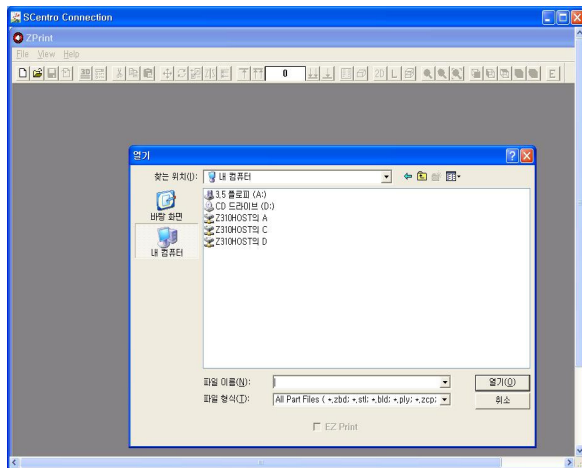 SCentro Connection
ZPrint
File View Help
0
2D L
E
열기
찾는 위치(I): 내 컴퓨터
바탕 화면
내 컴퓨터
3.5 플로피 (A:)
CD 드라이브 (D:)
Z310HOST의 A
Z310HOST의 C
Z310HOST의 D
파일 이름(N):
열기(O)
파일 형식(T): All Part Files ( *.zbd; *.stl; *.bld; *.ply; *.zcp;
취소
EZ Print